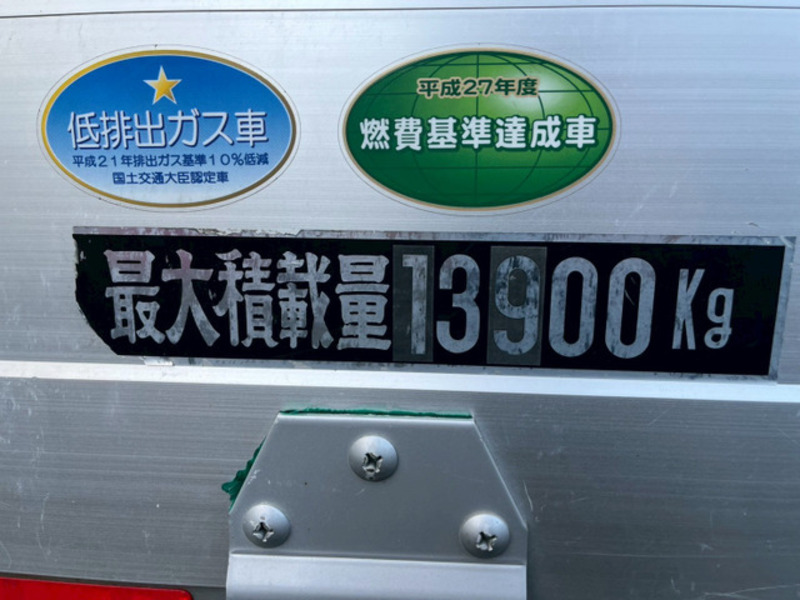 低排出ガス車
平成21年排出ガス基準10%低減
国土交通大臣認定車
平成27年度
燃費基準達成車
最大積載量13900Kg